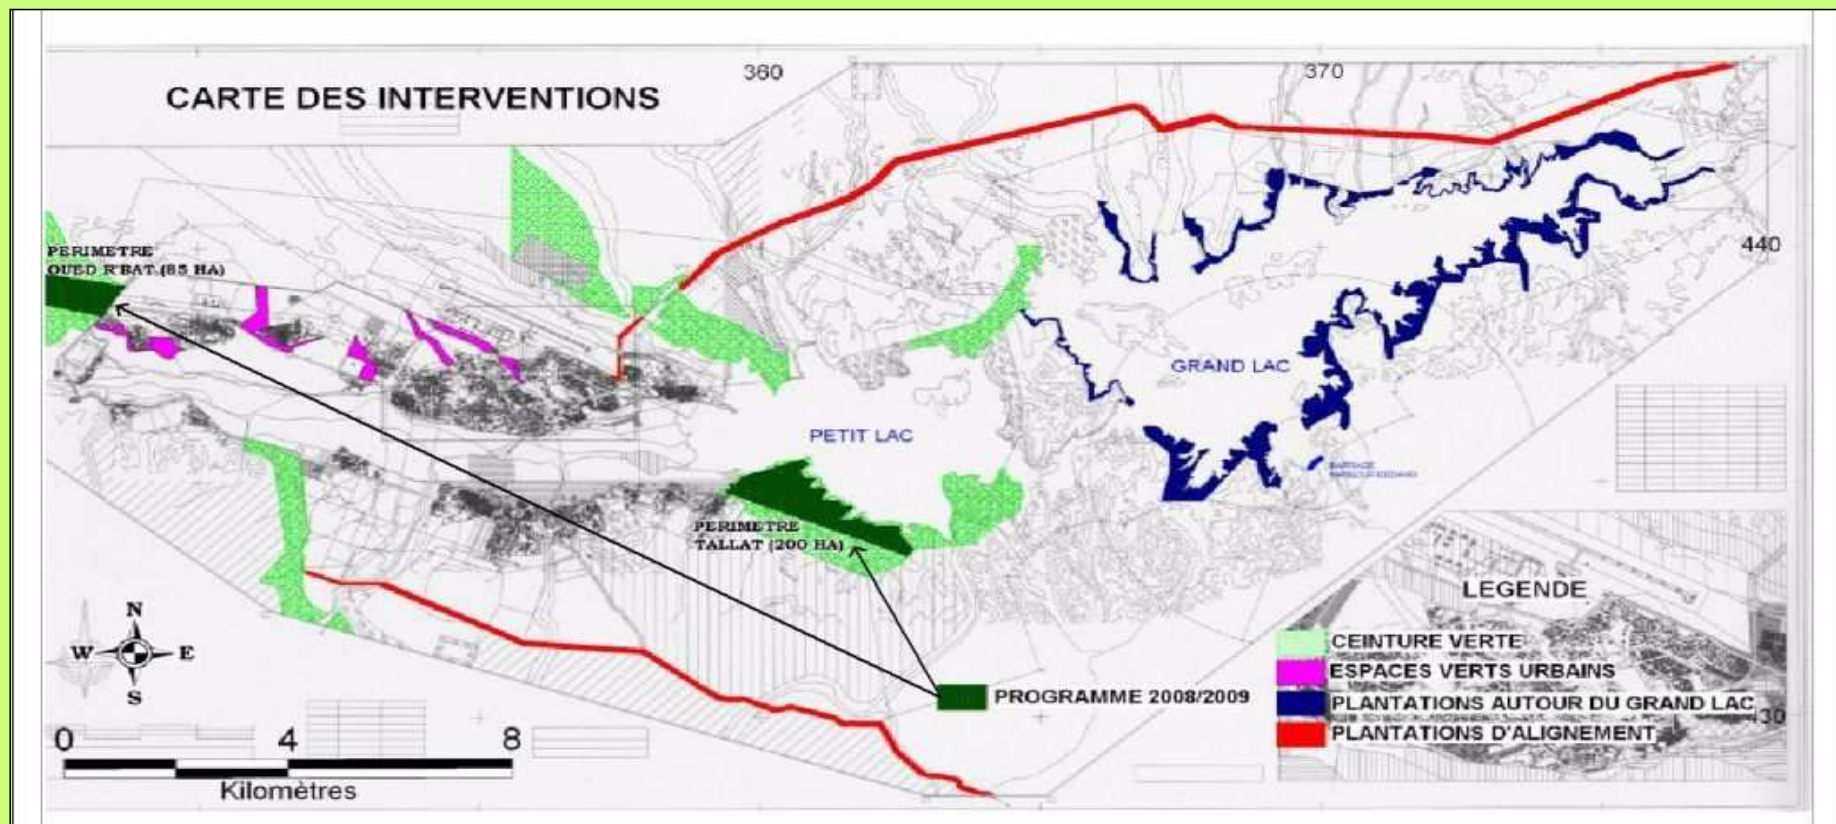 CARTE DES INTERVENTIONS
360
370
440
PERIMETRE
OUED R'BAT.(85 HA)
GRAND LAC
PETIT LAC
BARRAGE
PERIMETRE
TALLAT (200 HA)
LEGENDE
CEINTURE VERTE
ESPACES VERTS URBAINS
PLANTATIONS AUTOUR DU GRAND LAC
PLANTATIONS D'ALIGNEMENT
430
PROGRAMME 2008/2009
N
W
E
S
0 4 8
Kilomètres